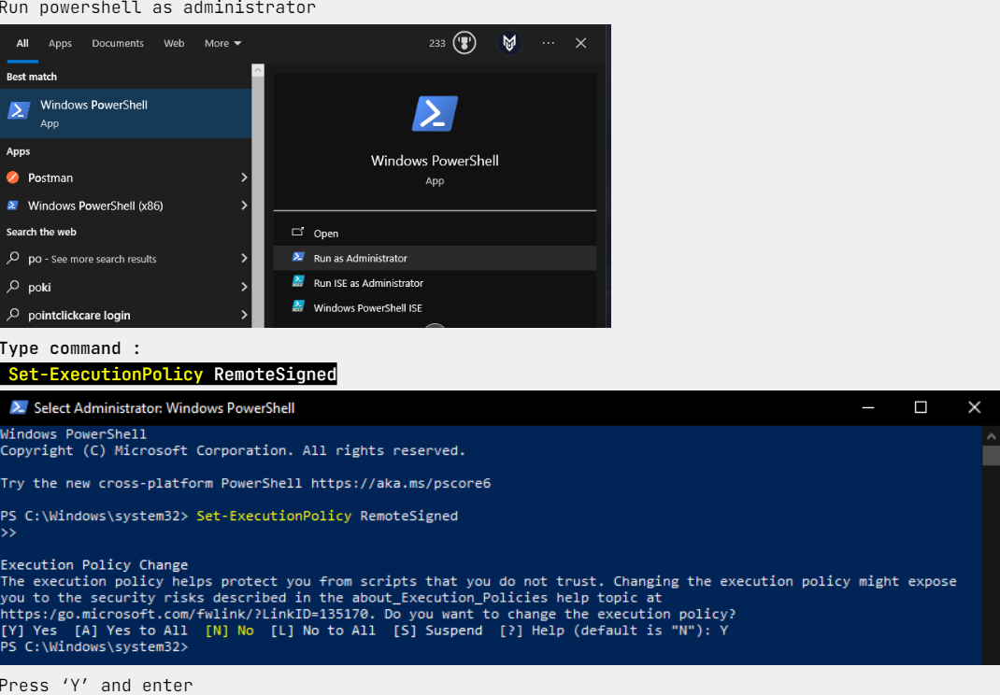 Run powershell as administrator
All Apps Documents Web More 233 ...
Best match
Windows PowerShell
App
Apps
Postman
Windows PowerShell (x86)
Search the web
po - See more search results
poki
pointclickcare login
Windows PowerShell
App
Open
Run as Administrator
Run ISE as Administrator
Windows PowerShell ISE
Type command :
Set-ExecutionPolicy RemoteSigned
Select Administrator: Windows PowerShell
Windows PowerShell
Copyright (C) Microsoft Corporation. All rights reserved.
Try the new cross-platform PowerShell https://aka.ms/pscore6
PS C:\Windows\system32> Set-ExecutionPolicy RemoteSigned
>>
Execution Policy Change
The execution policy helps protect you from scripts that you do not trust. Changing the execution policy might expose
you to the security risks described in the about_Execution_Policies help topic at
https:/go.microsoft.com/fwlink/?LinkID=135170. Do you want to change the execution policy?
[Y] Yes [A] Yes to All [N] No [L] No to All [S] Suspend [?] Help (default is "N"): Y
PS C:\Windows\system32>
Press ‘Y’ and enter